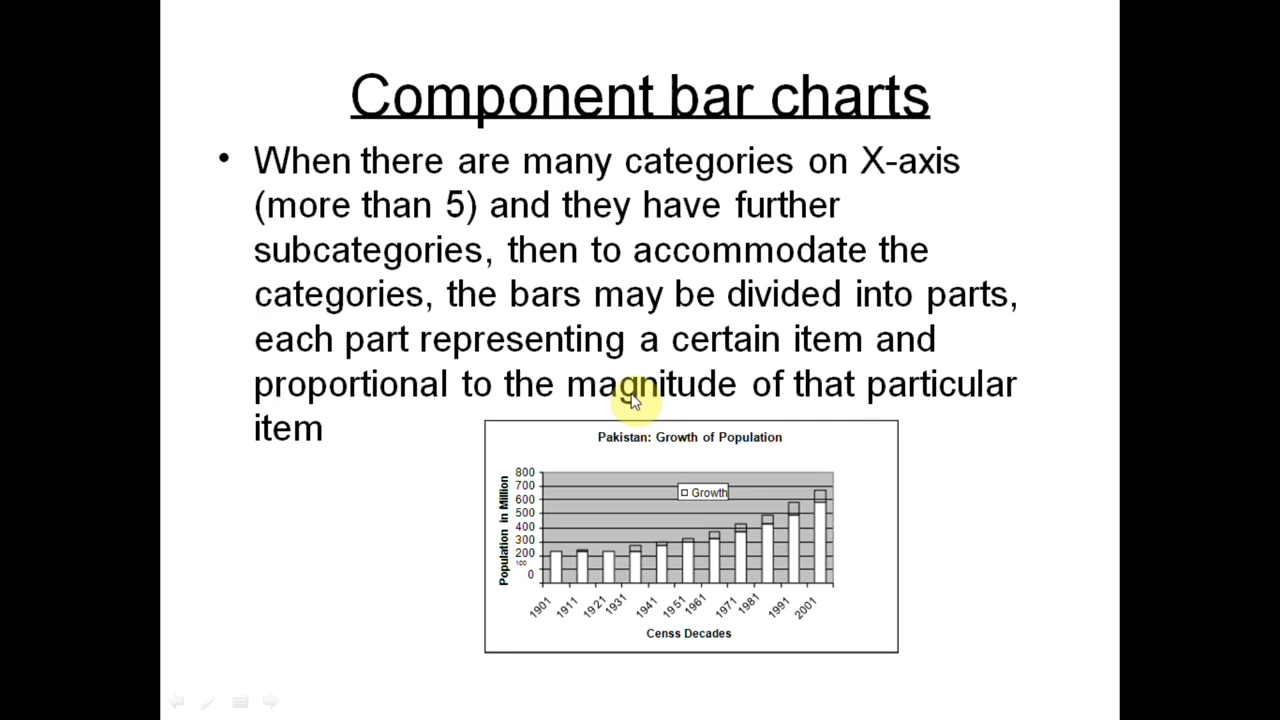 Component bar charts
• When there are many categories on X-axis
(more than 5) and they have further
subcategories, then to accommodate the
categories, the bars may be divided into parts,
each part representing a certain item and
proportional to the magnitude of that particular
item
Pakistan: Growth of Population
Population in Million
800
700
600
500
400
300
200
100
0
Growth
1901 1911 1921 1931 1941 1951 1961 1971 1981 1991 2001
Censs Decades